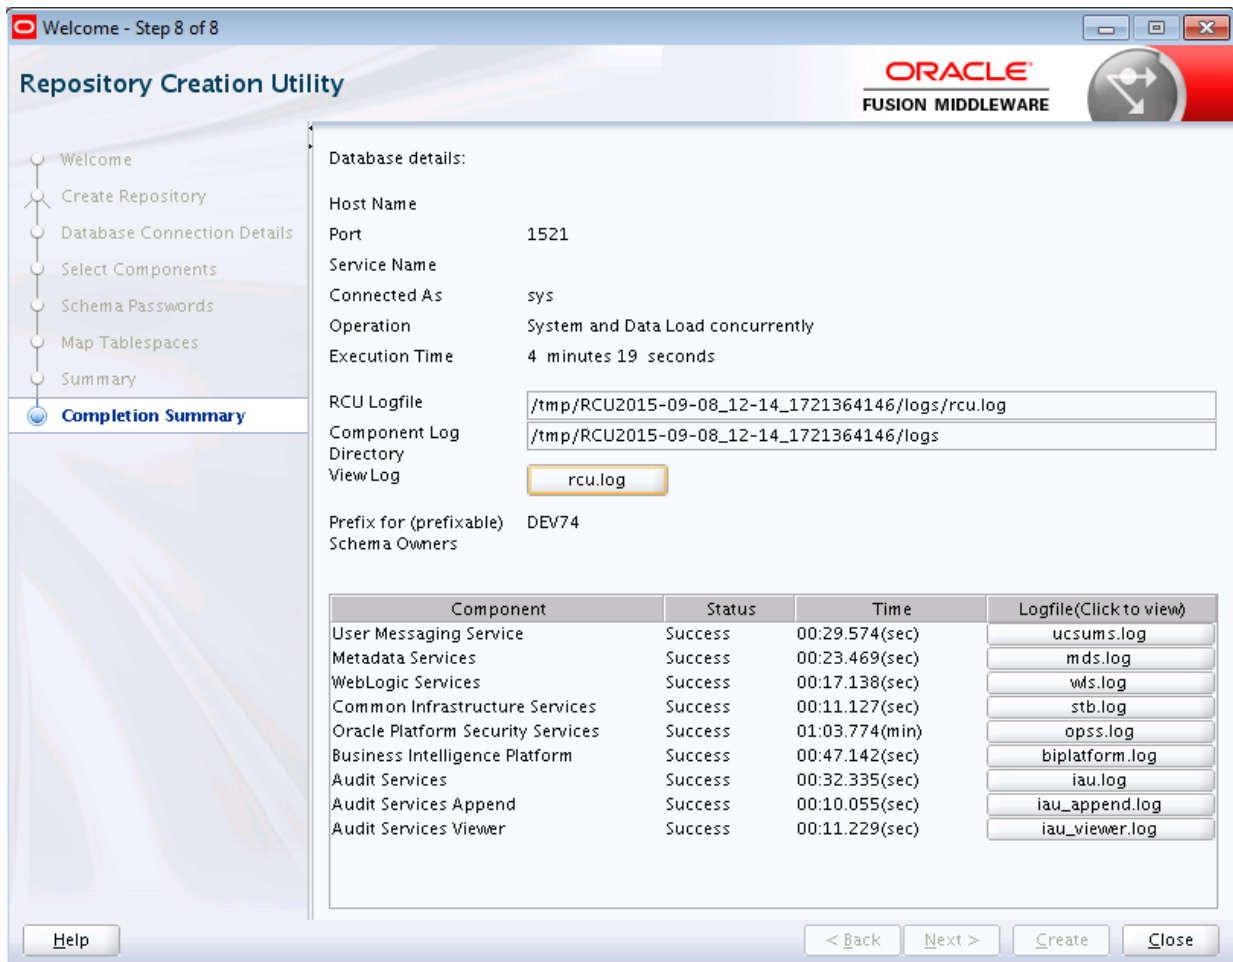 Welcome - Step 8 of 8
Repository Creation Utility
ORACLE
FUSION MIDDLEWARE
Welcome
Create Repository
Database Connection Details
Select Components
Schema Passwords
Map Tablespaces
Summary
Completion Summary
Database details:
Host Name
Port 1521
Service Name
Connected As sys
Operation System and Data Load concurrently
Execution Time 4 minutes 19 seconds
RCU Logfile /tmp/RCU2015-09-08_12-14_1721364146/logs/rcu.log
Component Log /tmp/RCU2015-09-08_12-14_1721364146/logs
Directory
View Log rcu.log
Prefix for (prefixable) DEV74
Schema Owners
Component Status Time Logfile(Click to view)
User Messaging Service Success 00:29.574(sec) ucsums.log
Metadata Services Success 00:23.469(sec) mds.log
WebLogic Services Success 00:17.138(sec) wls.log
Common Infrastructure Services Success 00:11.127(sec) stb.log
Oracle Platform Security Services Success 01:03.774(min) opss.log
Business Intelligence Platform Success 00:47.142(sec) biplatform.log
Audit Services Success 00:32.335(sec) iau.log
Audit Services Append Success 00:10.055(sec) iau_append.log
Audit Services Viewer Success 00:11.229(sec) iau_viewer.log
Help < Back Next > Create Close